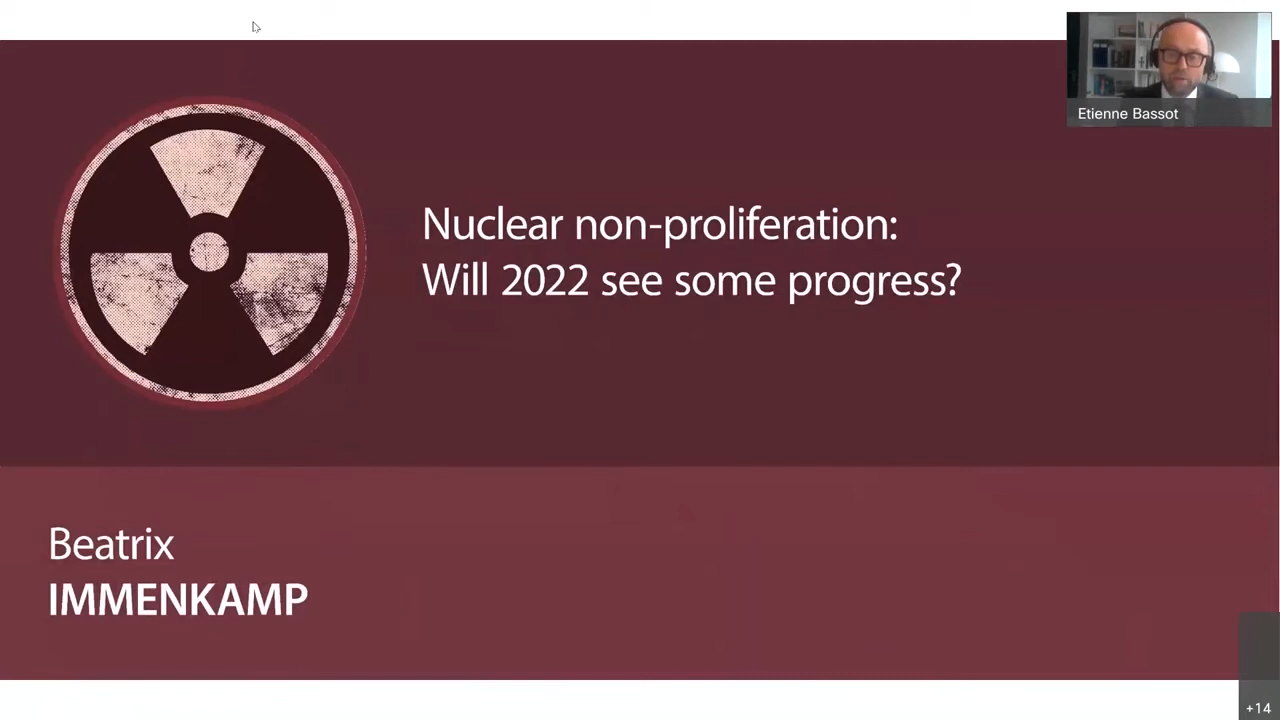 Etienne Bassot
Nuclear non-proliferation:
Will 2022 see some progress?
Beatrix
IMMENKAMP
+14